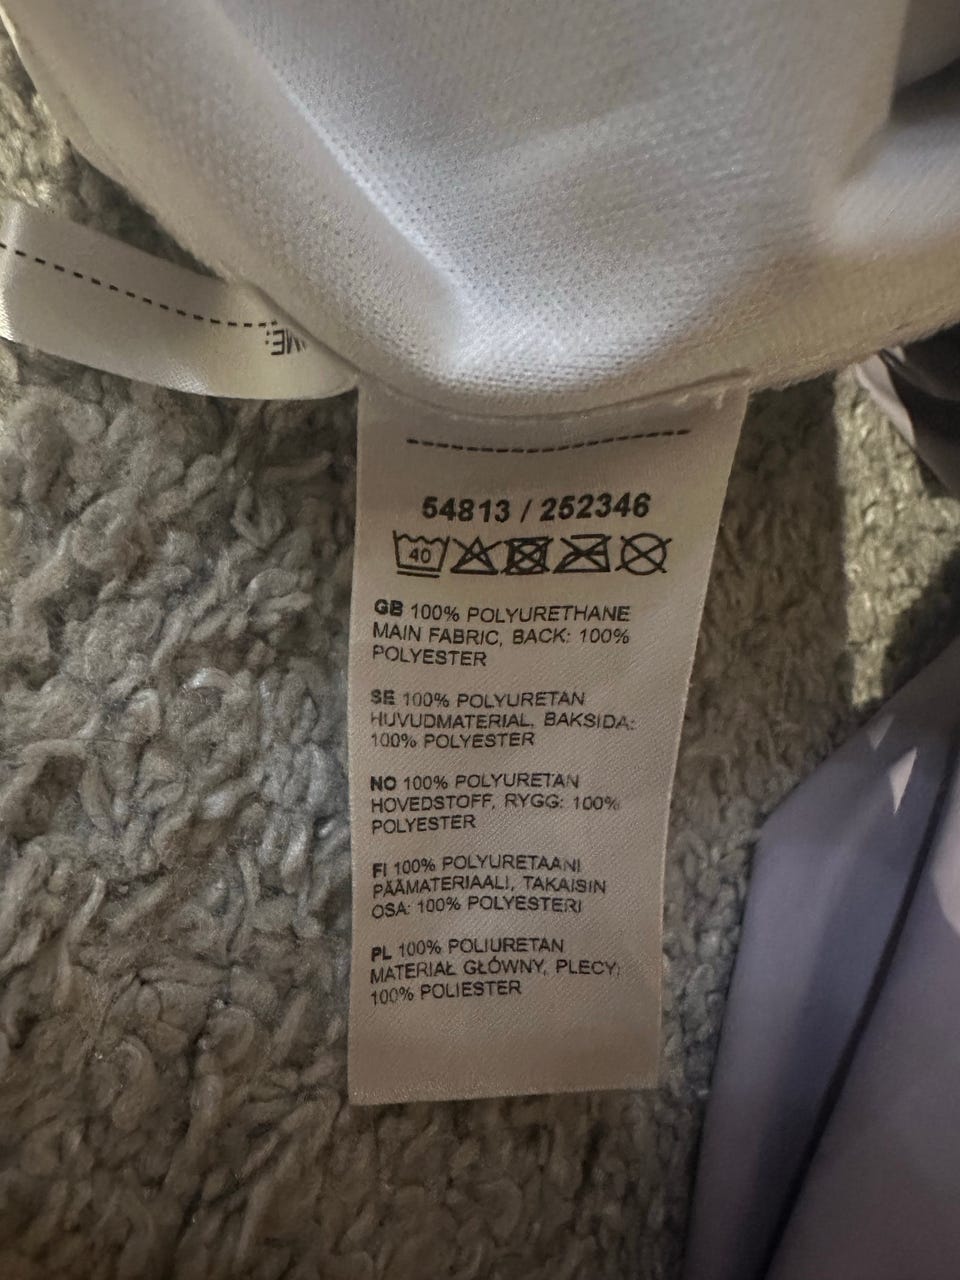 ME:
54813 / 252346
40
GB 100% POLYURETHANE
MAIN FABRIC, BACK: 100%
POLYESTER
SE 100% POLYURETAN
HUVUDMATERIAL, BAKSIDA:
100% POLYESTER
NO 100% POLYURETAN
HOVEDSTOFF, RYGG: 100%
POLYESTER
FI 100% POLYURETAANI
PÄÄMATERIAALI, TAKAISIN
OSA: 100% POLYESTERI
PL 100% POLIURETAN
MATERIAŁ GŁÓWNY, PLECY:
100% POLIESTER